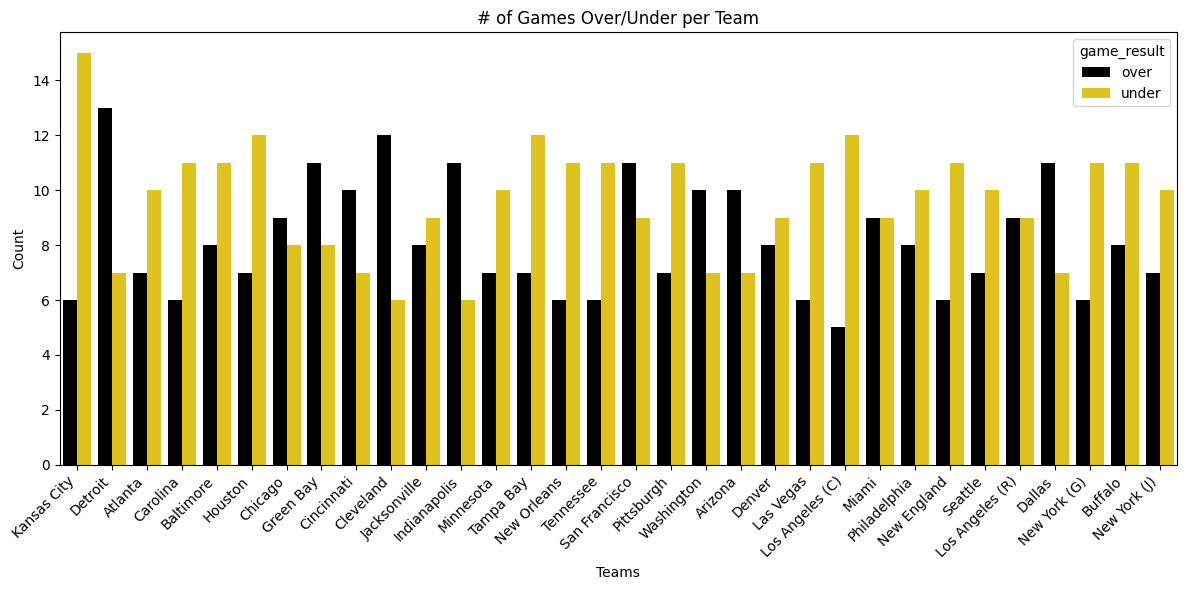 # of Games Over/Under per Team
game_result
over
under
Count
14
12
10
8
6
4
2
0
Kansas City
Detroit
Atlanta
Carolina
Baltimore
Houston
Chicago
Green Bay
Cincinnati
Cleveland
Jacksonville
Indianapolis
Minnesota
Tampa Bay
New Orleans
Tennessee
San Francisco
Pittsburgh
Washington
Arizona
Denver
Las Vegas
Los Angeles (C)
Miami
Philadelphia
New England
Seattle
Los Angeles (R)
Dallas
New York (G)
Buffalo
New York (J)
Teams